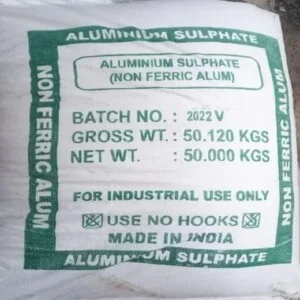 ALUMINIUM SULPHATE
ALUMINIUM SULPHATE
(NON FERRIC ALUM)
NON FERRIC ALUM
NON FERRIC ALUM
BATCH NO. : 2022 V
GROSS WT. : 50.120 KGS
NET WT. : 50.000 KGS
FOR INDUSTRIAL USE ONLY
USE NO HOOKS
MADE IN INDIA
ALUMINIUM SULPHATE